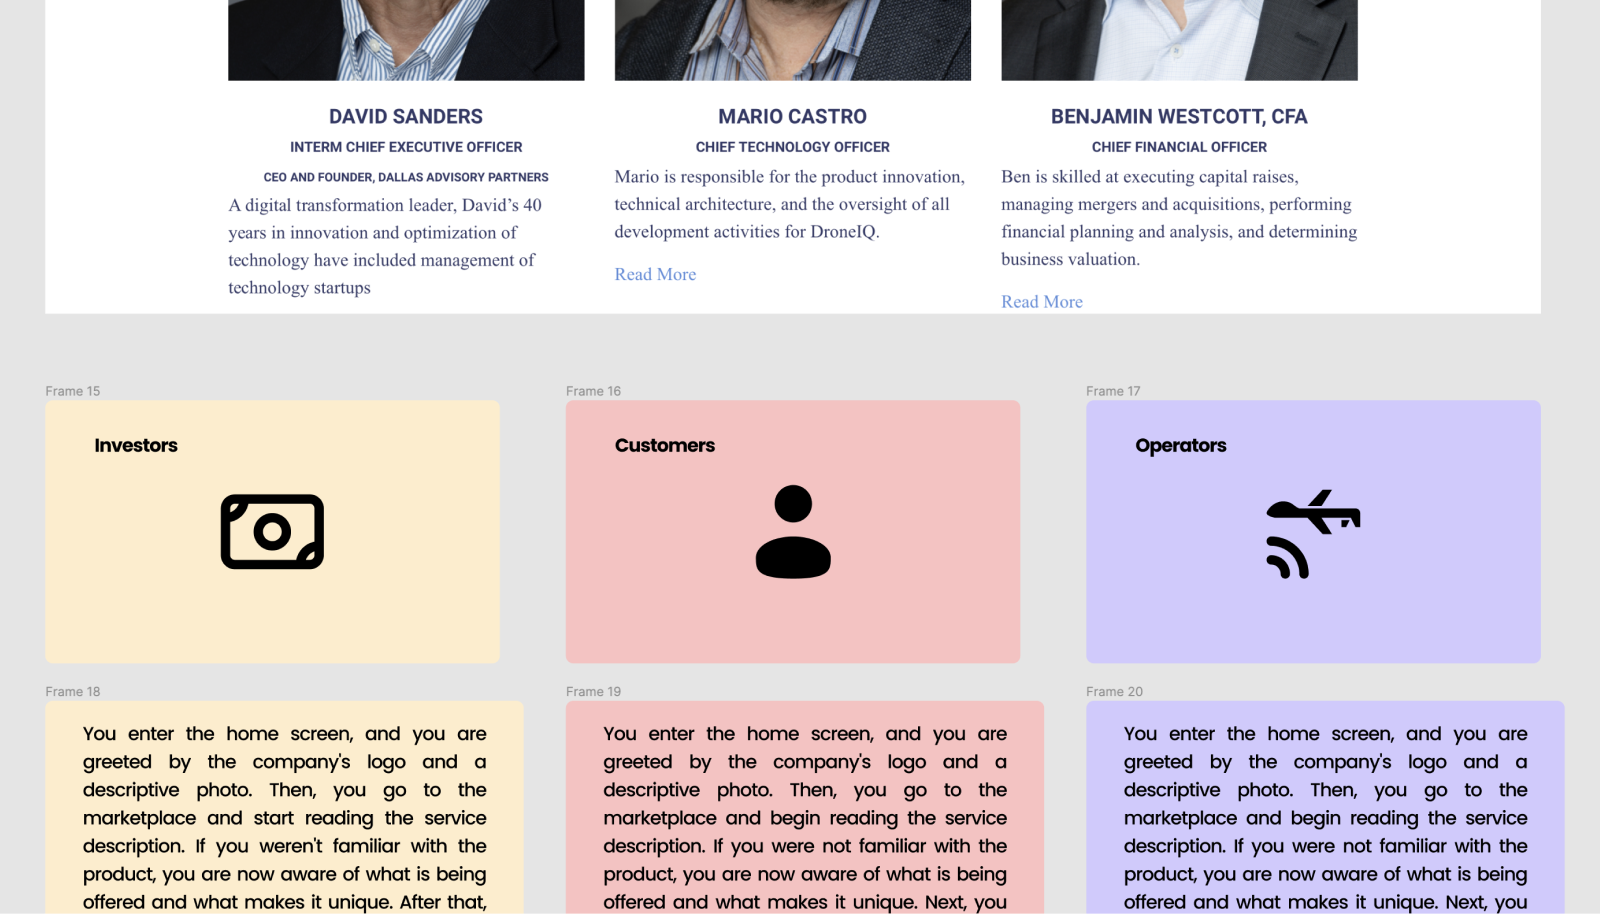 DAVID SANDERS
INTERM CHIEF EXECUTIVE OFFICER
CEO AND FOUNDER, DALLAS ADVISORY PARTNERS
A digital transformation leader, David’s 40
years in innovation and optimization of
technology have included management of
technology startups
MARIO CASTRO
CHIEF TECHNOLOGY OFFICER
Mario is responsible for the product innovation,
technical architecture, and the oversight of all
development activities for DroneIQ.
Read More
BENJAMIN WESTCOTT, CFA
CHIEF FINANCIAL OFFICER
Ben is skilled at executing capital raises,
managing mergers and acquisitions, performing
financial planning and analysis, and determining
business valuation.
Read More
Frame 15
Investors
Frame 16
Customers
Frame 17
Operators
Frame 18
You enter the home screen, and you are
greeted by the company's logo and a
descriptive photo. Then, you go to the
marketplace and start reading the service
description. If you weren't familiar with the
product, you are now aware of what is being
offered and what makes it unique. After that,
Frame 19
You enter the home screen, and you are
greeted by the company's logo and a
descriptive photo. Then, you go to the
marketplace and begin reading the service
description. If you were not familiar with the
product, you are now aware of what is being
offered and what makes it unique. Next, you
Frame 20
You enter the home screen, and you are
greeted by the company's logo and a
descriptive photo. Then, you go to the
marketplace and begin reading the service
description. If you were not familiar with the
product, you are now aware of what is being
offered and what makes it unique. Next, you